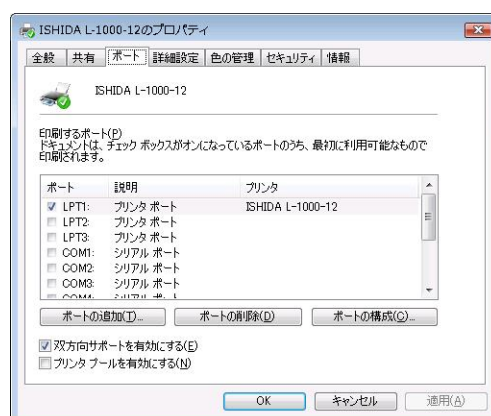 ISHIDA L-1000-12のプロパティ
全般 共有 ポート 詳細設定 色の管理 セキュリティ 情報
ISHIDA L-1000-12
印刷するポート(P)
ドキュメントは、チェック ボックスがオンになっているポートのうち、最初に利用可能なもので
印刷されます。
ポート 説明 プリンタ
LPT1: プリンタ ポート ISHIDA L-1000-12
LPT2: プリンタ ポート
LPT3: プリンタ ポート
COM1: シリアル ポート
COM2: シリアル ポート
COM3: シリアル ポート
COM4: シリアル ポート
ポートの追加(T)... ポートの削除(D) ポートの構成(C)...
双方向サポートを有効にする(E)
プリンタ プールを有効にする(N)
OK キャンセル 適用(A)